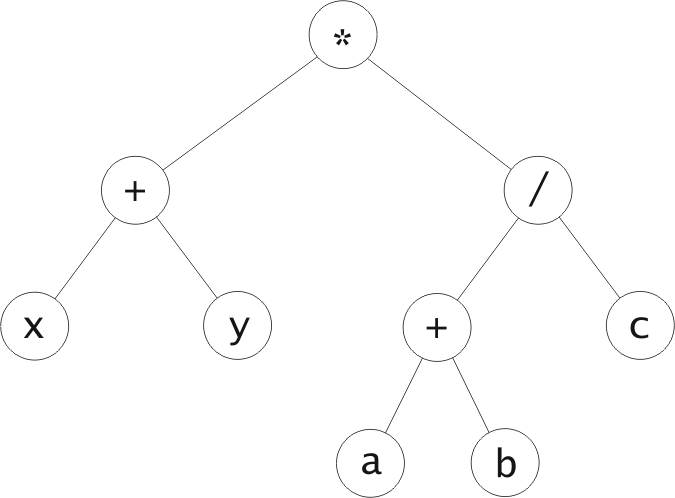 *
+ /
x y + c
a b